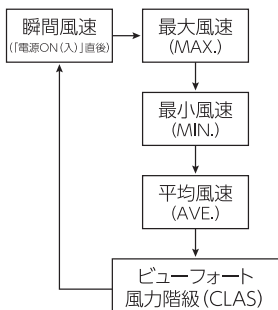 瞬間風速
(「電源ON(入)」直後)
最大風速
(MAX.)
最小風速
(MIN.)
平均風速
(AVE.)
ビューフォート
風力階級(CLAS)